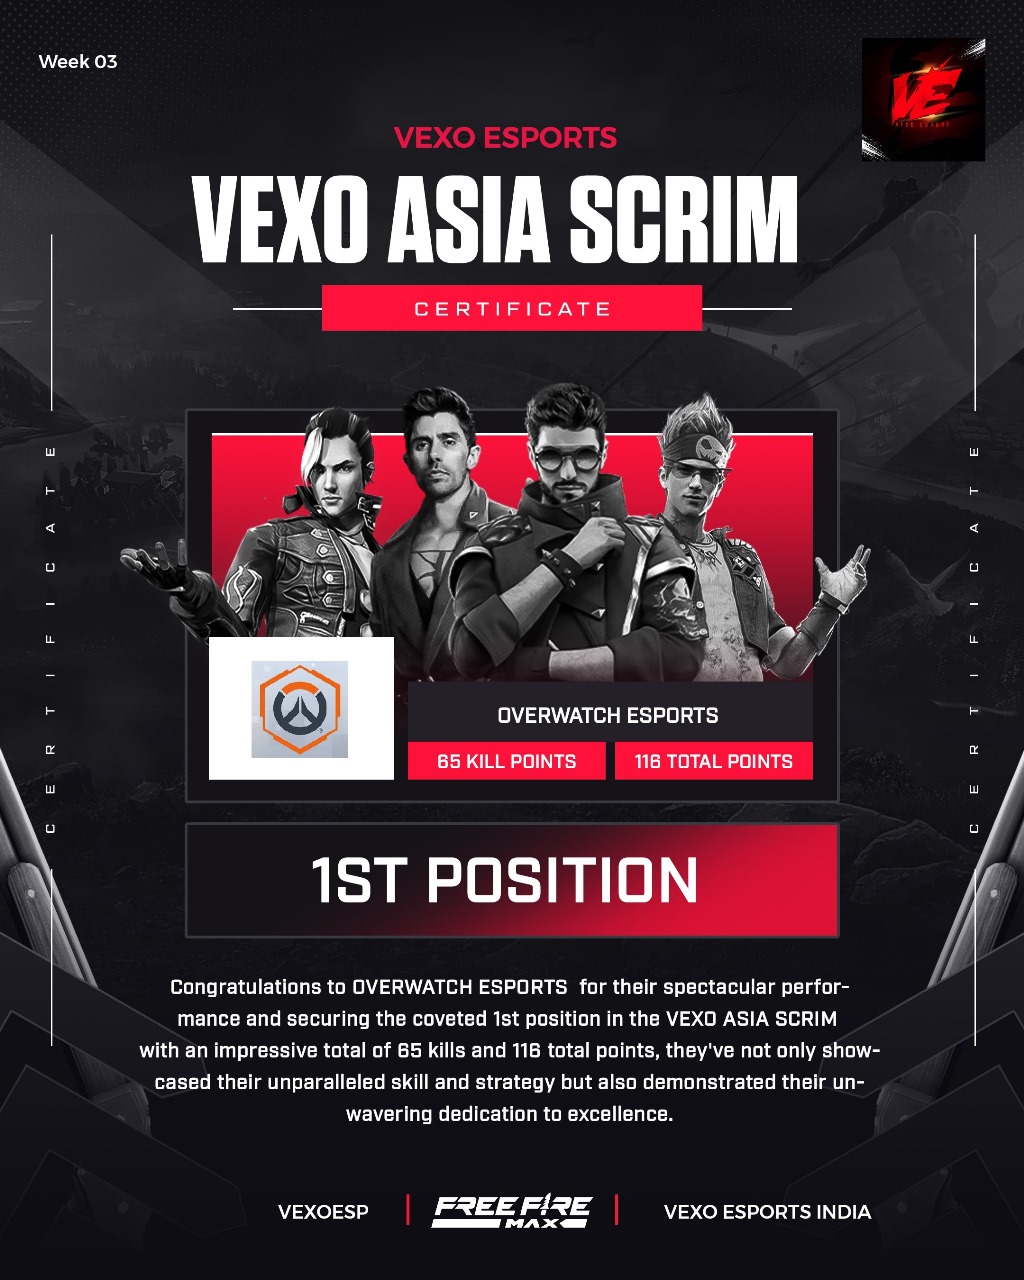 Week 03
VE
VEXO ESPORTS
VEXO ASIA SCRIM
CERTIFICATE
CERTIFICATE
CERTIFICATE
OVERWATCH ESPORTS
65 KILL POINTS
116 TOTAL POINTS
1ST POSITION
Congratulations to OVERWATCH ESPORTS for their spectacular perfor-
mance and securing the coveted 1st position in the VEXO ASIA SCRIM
with an impressive total of 65 kills and 116 total points, they've not only show-
cased their unparalleled skill and strategy but also demonstrated their un-
wavering dedication to excellence.
VEXOESP
FREE FIRE
MAX
VEXO ESPORTS INDIA